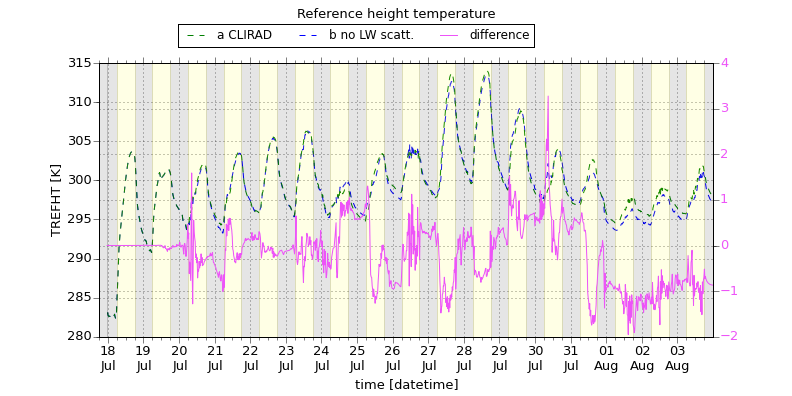 Reference height temperature
a CLIRAD b no LW scatt. difference
315 4
310 3
305 2
300 1
295 0
290 −1
285 −2
280
TREFHT [K]
18 19 20 21 22 23 24 25 26 27 28 29 30 31 01 02 03
Jul Jul Jul Jul Jul Jul Jul Jul Jul Jul Jul Jul Jul Jul Aug Aug Aug
time [datetime]